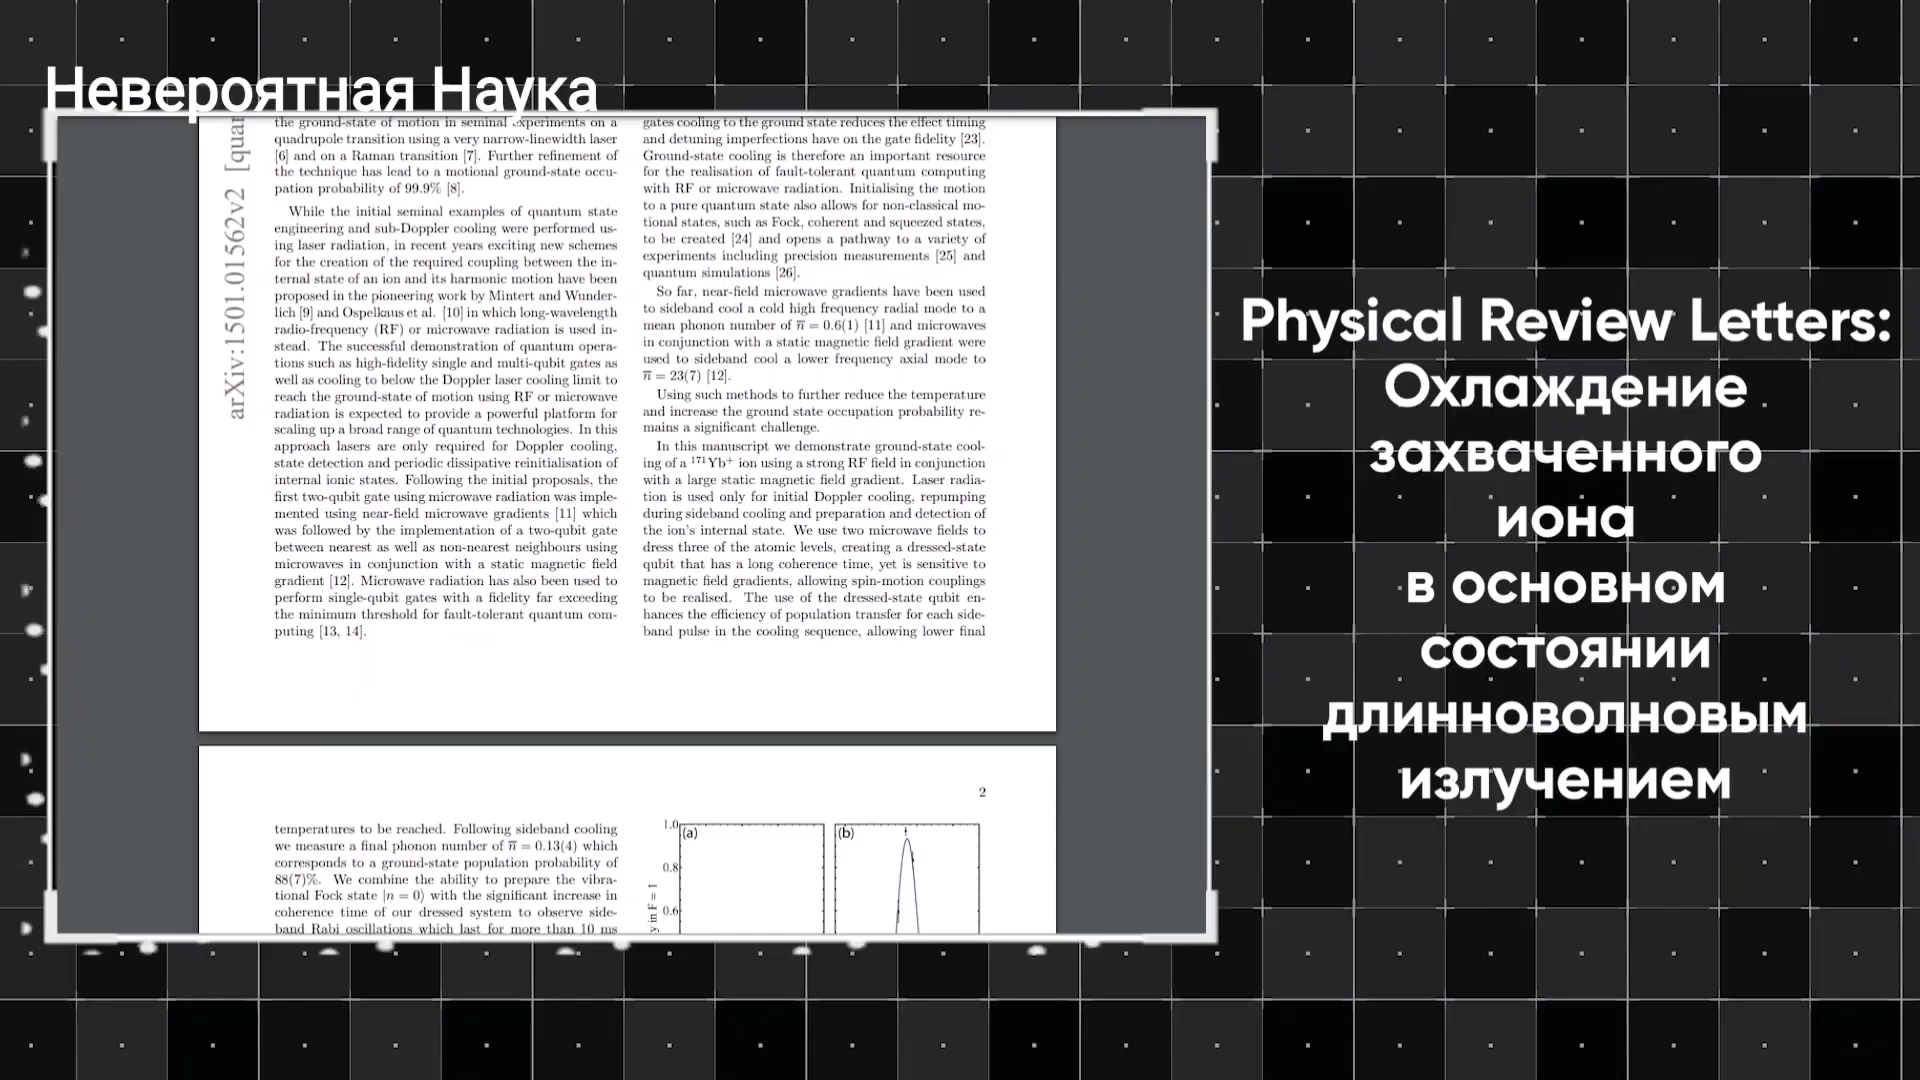 Невероятная Наука
arXiv:1501.01562v2 [quan
the ground-state of motion in seminal experiments on a
quadrupole transition using a very narrow-linewidth laser
[6] and on a Raman transition [7]. Further refinement of
the technique has lead to a motional ground-state occu-
pation probability of 99.9% [8].
While the initial seminal examples of quantum state
engineering and sub-Doppler cooling were performed us-
ing laser radiation, in recent years exciting new schemes
for the creation of the required coupling between the in-
ternal state of an ion and its harmonic motion have been
proposed in the pioneering work by Mintert and Wunder-
lich [9] and Ospelkaus et al. [10] in which long-wavelength
radio-frequency (RF) or microwave radiation is used in-
stead. The successful demonstration of quantum opera-
tions such as high-fidelity single and multi-qubit gates as
well as cooling to below the Doppler laser cooling limit to
reach the ground-state of motion using RF or microwave
radiation is expected to provide a powerful platform for
scaling up a broad range of quantum technologies. In this
approach lasers are only required for Doppler cooling,
state detection and periodic dissipative reinitialisation of
internal ionic states. Following the initial proposals, the
first two-qubit gate using microwave radiation was imple-
mented using near-field microwave gradients [11] which
was followed by the implementation of a two-qubit gate
between nearest as well as non-nearest neighbours using
microwaves in conjunction with a static magnetic field
gradient [12]. Microwave radiation has also been used to
perform single-qubit gates with a fidelity far exceeding
the minimum threshold for fault-tolerant quantum com-
puting [13, 14].
gates cooling to the ground state reduces the effect timing
and detuning imperfections have on the gate fidelity [23].
Ground-state cooling is therefore an important resource
for the realisation of fault-tolerant quantum computing
with RF or microwave radiation. Initialising the motion
to a pure quantum state also allows for non-classical mo-
tional states, such as Fock, coherent and squeezed states,
to be created [24] and opens a pathway to a variety of
experiments including precision measurements [25] and
quantum simulations [26].
So far, near-field microwave gradients have been used
to sideband cool a cold high frequency radial mode to a
mean phonon number of n̅ = 0.6(1) [11] and microwaves
in conjunction with a static magnetic field gradient were
used to sideband cool a lower frequency axial mode to
n̅ = 23(7) [12].
Using such methods to further reduce the temperature
and increase the ground state occupation probability re-
mains a significant challenge.
In this manuscript we demonstrate ground-state cool-
ing of a ¹⁷¹Yb⁺ ion using a strong RF field in conjunction
with a large static magnetic field gradient. Laser radia-
tion is used only for initial Doppler cooling, repumping
during sideband cooling and preparation and detection of
the ion's internal state. We use two microwave fields to
dress three of the atomic levels, creating a dressed-state
qubit that has a long coherence time, yet is sensitive to
magnetic field gradients, allowing spin-motion couplings
to be realised. The use of the dressed-state qubit en-
hances the efficiency of population transfer for each side-
band pulse in the cooling sequence, allowing lower final
2
temperatures to be reached. Following sideband cooling
we measure a final phonon number of n̅ = 0.13(4) which
corresponds to a ground-state population probability of
88(7)%. We combine the ability to prepare the vibra-
tional Fock state |n = 0⟩ with the significant increase in
coherence time of our dressed system to observe side-
band Rabi oscillations which last for more than 10 ms
1.0
(a)
(b)
0.8
0.6
y in F = 1
Physical Review Letters:
Охлаждение
захваченного
иона
в основном
состоянии
длинноволновым
излучением